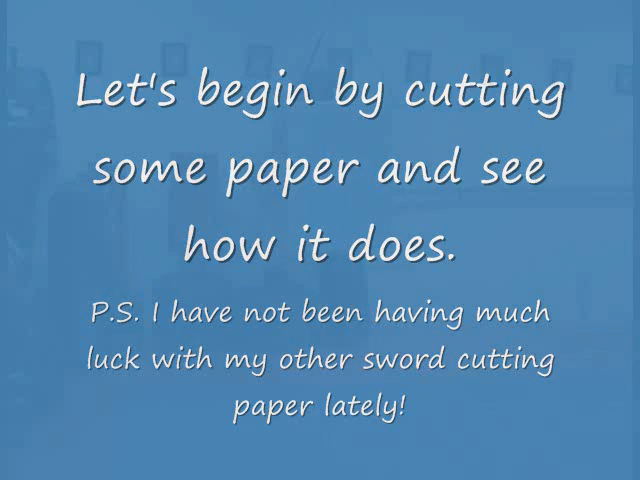 Let's begin by cutting
some paper and see
how it does.
P.S. I have not been having much
luck with my other sword cutting
paper lately!